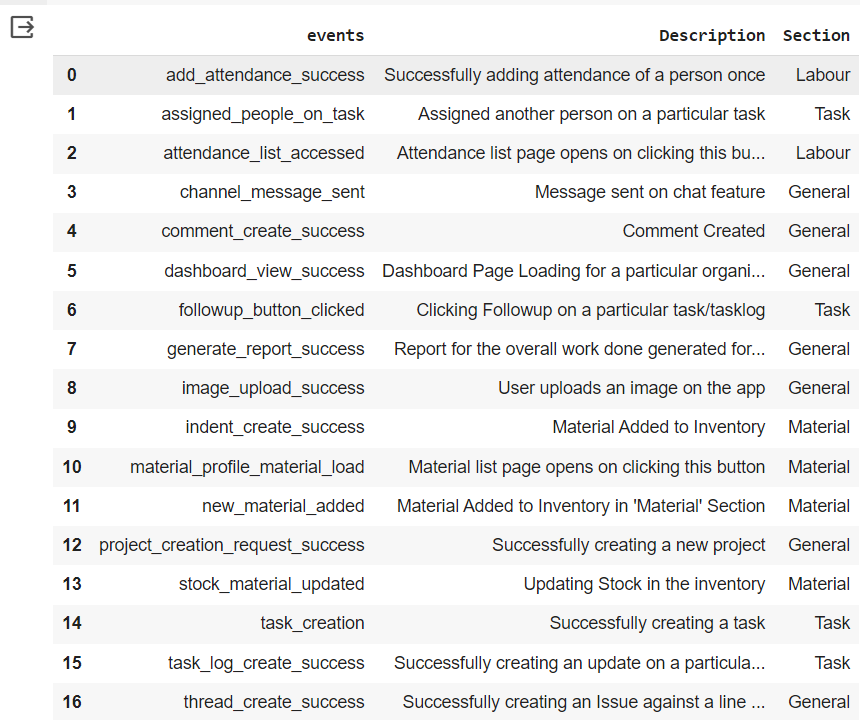 events Description Section
0 add_attendance_success Successfully adding attendance of a person once Labour
1 assigned_people_on_task Assigned another person on a particular task Task
2 attendance_list_accessed Attendance list page opens on clicking this bu... Labour
3 channel_message_sent Message sent on chat feature General
4 comment_create_success Comment Created General
5 dashboard_view_success Dashboard Page Loading for a particular organi... General
6 followup_button_clicked Clicking Followup on a particular task/tasklog Task
7 generate_report_success Report for the overall work done generated for... General
8 image_upload_success User uploads an image on the app General
9 indent_create_success Material Added to Inventory Material
10 material_profile_material_load Material list page opens on clicking this button Material
11 new_material_added Material Added to Inventory in 'Material' Section Material
12 project_creation_request_success Successfully creating a new project General
13 stock_material_updated Updating Stock in the inventory Material
14 task_creation Successfully creating a task Task
15 task_log_create_success Successfully creating an update on a particula... Task
16 thread_create_success Successfully creating an Issue against a line ... General